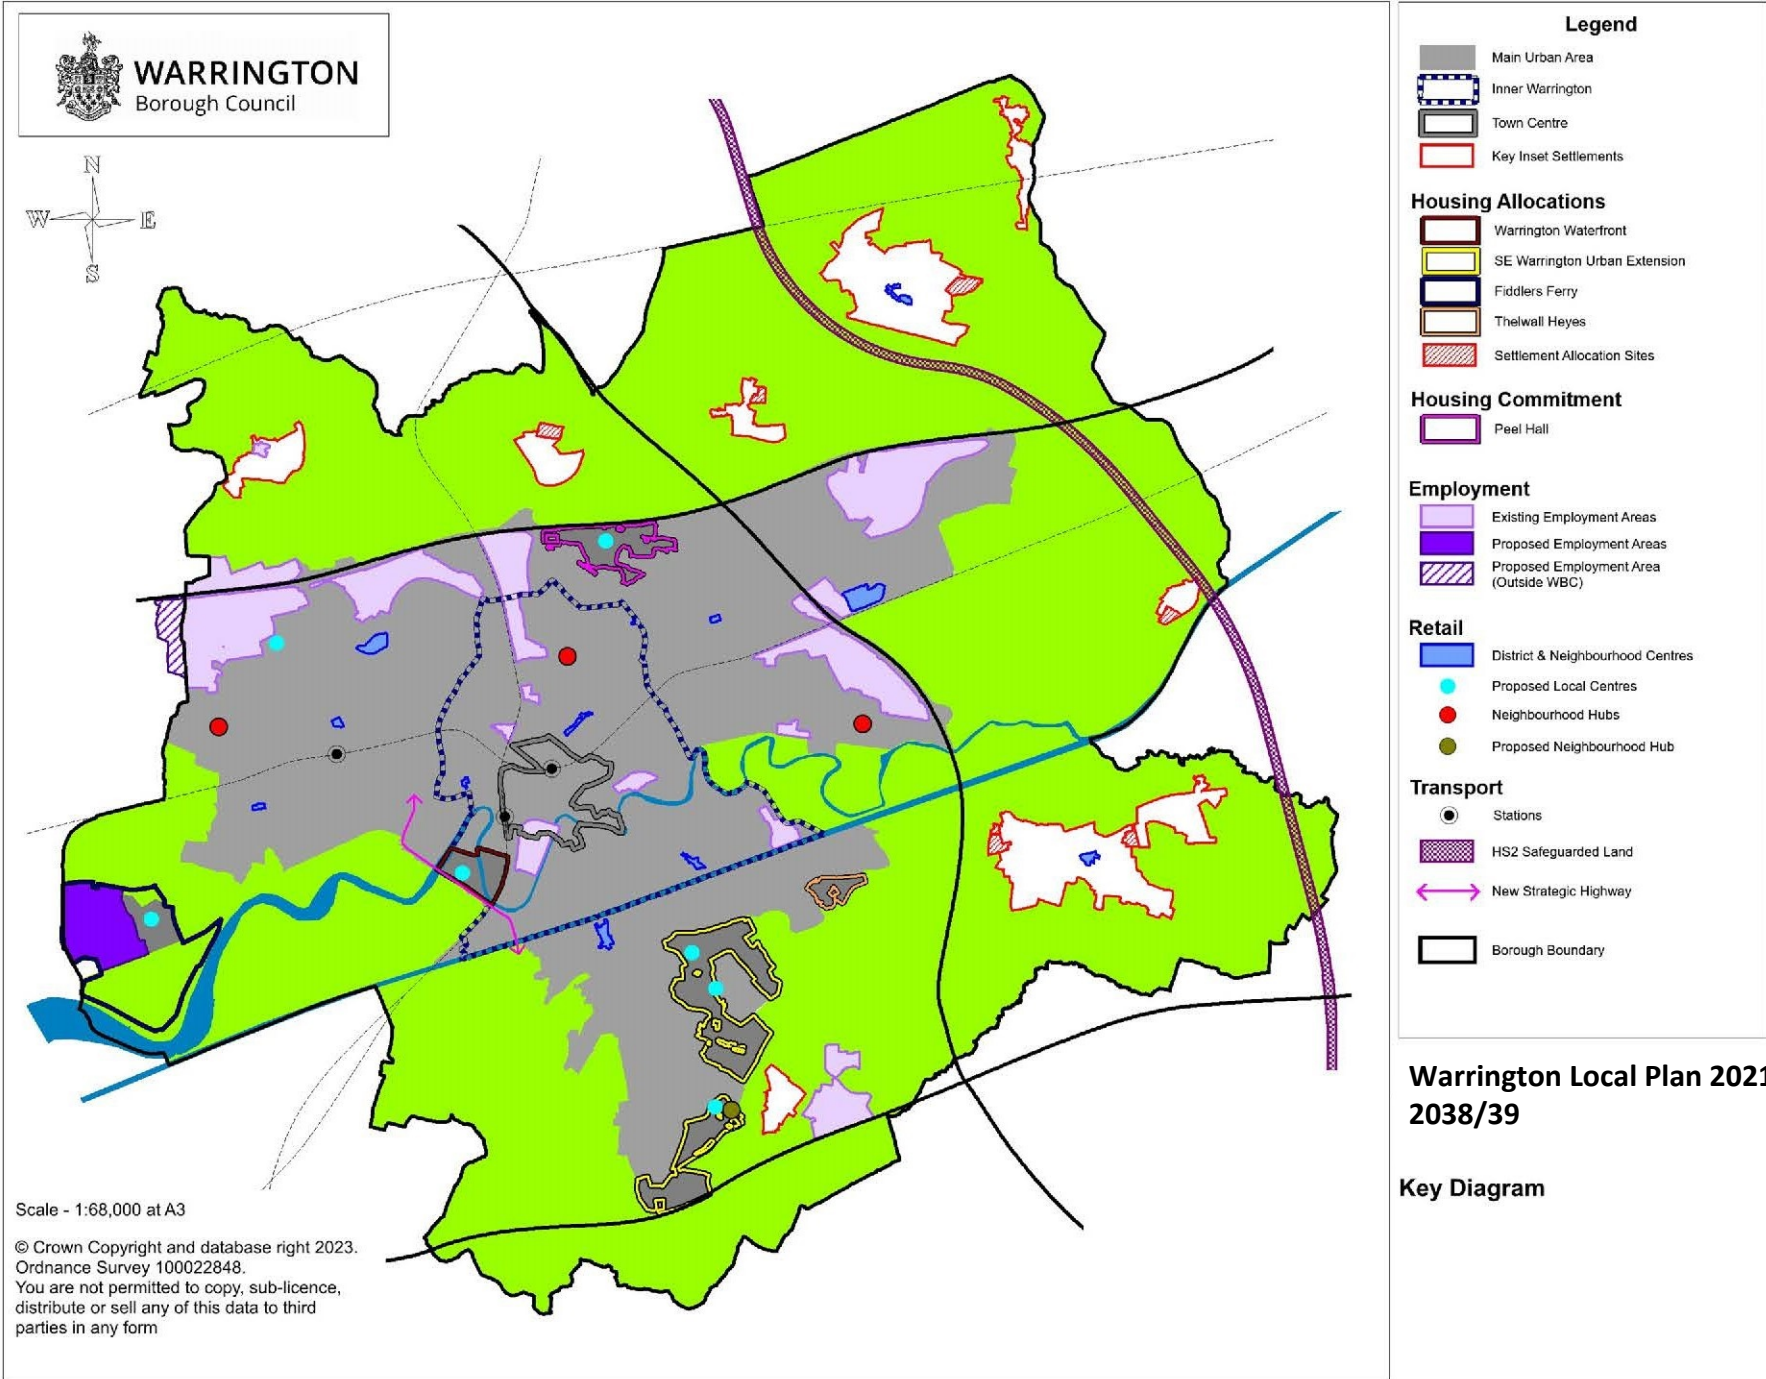 WARRINGTON
Borough Council
N
W E
S
Scale - 1:68,000 at A3
© Crown Copyright and database right 2023.
Ordnance Survey 100022848.
You are not permitted to copy, sub-licence,
distribute or sell any of this data to third
parties in any form
Legend
Main Urban Area
Inner Warrington
Town Centre
Key Inset Settlements
Housing Allocations
Warrington Waterfront
SE Warrington Urban Extension
Fiddlers Ferry
Thelwall Heyes
Settlement Allocation Sites
Housing Commitment
Peel Hall
Employment
Existing Employment Areas
Proposed Employment Areas
Proposed Employment Area
(Outside WBC)
Retail
District & Neighbourhood Centres
Proposed Local Centres
Neighbourhood Hubs
Proposed Neighbourhood Hub
Transport
Stations
HS2 Safeguarded Land
New Strategic Highway
Borough Boundary
Warrington Local Plan 2021
2038/39
Key Diagram